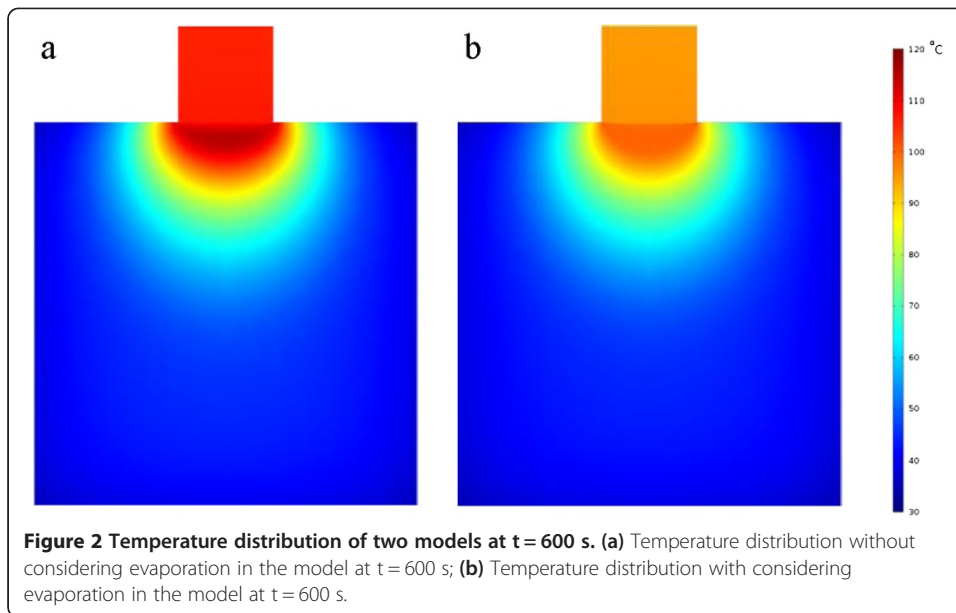 a
b
°C
120
110
100
90
80
70
60
50
40
30
Figure 2 Temperature distribution of two models at t = 600 s. (a) Temperature distribution without
considering evaporation in the model at t = 600 s; (b) Temperature distribution with considering
evaporation in the model at t = 600 s.